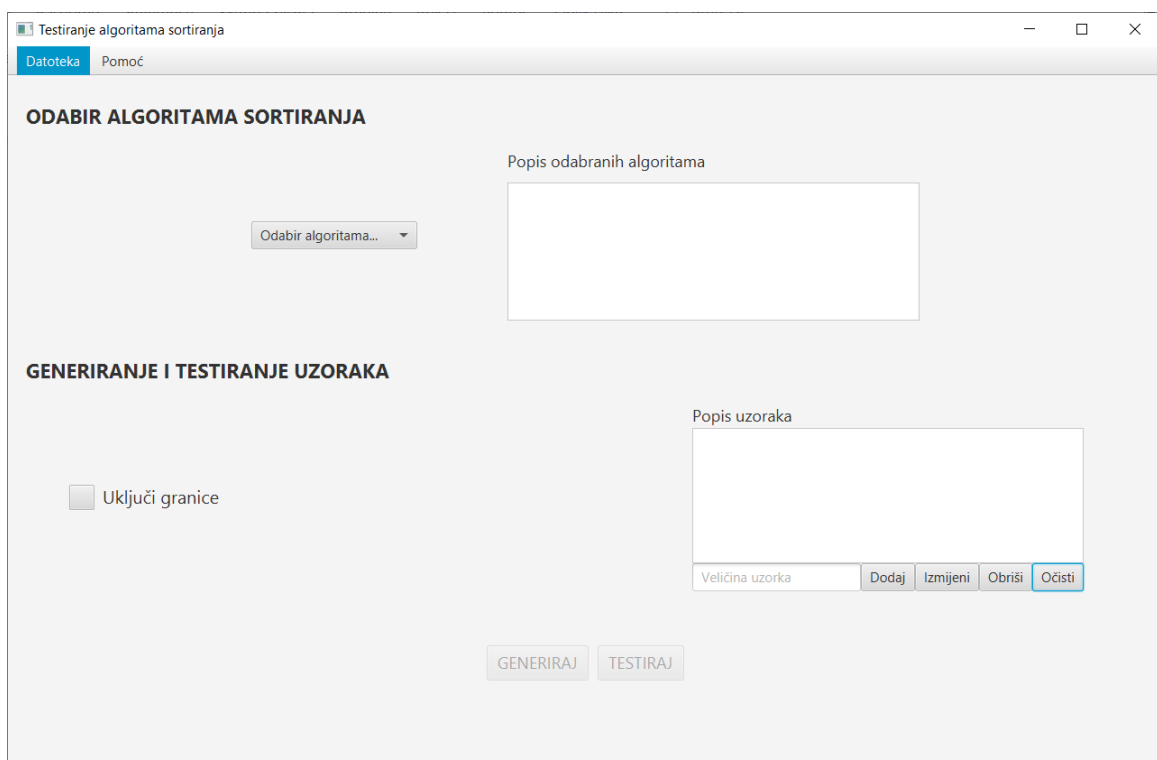 Testiranje algoritama sortiranja
Datoteka Pomoć
ODABIR ALGORITAMA SORTIRANJA
Popis odabranih algoritama
Odabir algoritama...
GENERIRANJE I TESTIRANJE UZORAKA
Popis uzoraka
Uključi granice
Veličina uzorka Dodaj Izmijeni Obriši Očisti
GENERIRAJ TESTIRAJ